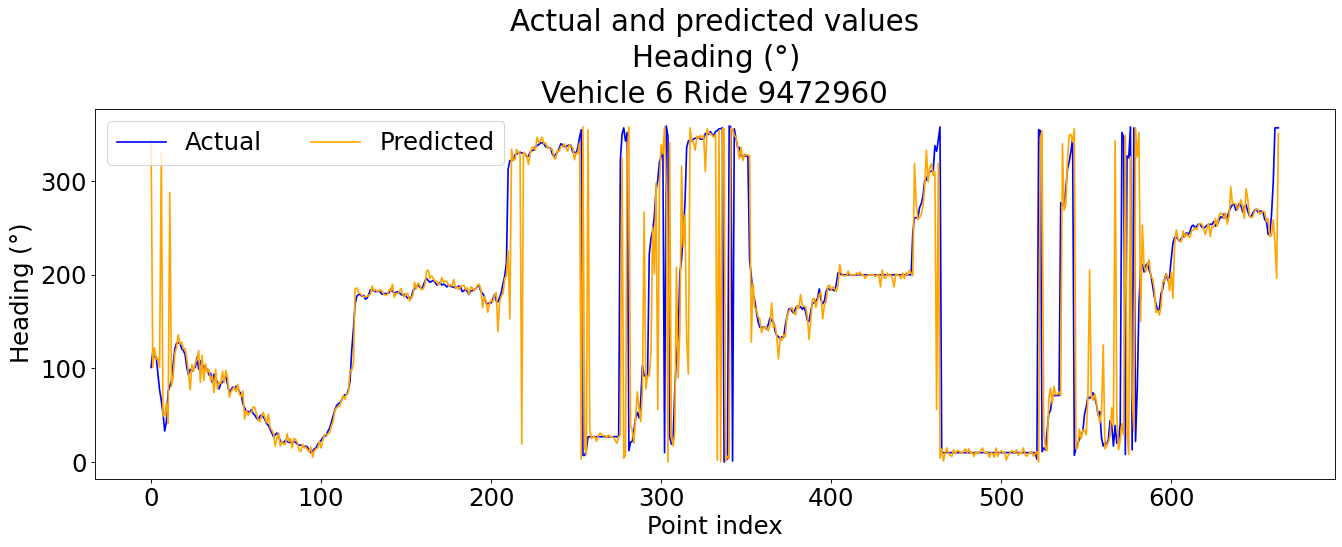 Actual and predicted values
Heading (°)
Vehicle 6 Ride 9472960
Actual Predicted
Heading (°)
300
200
100
0
0 100 200 300 400 500 600
Point index